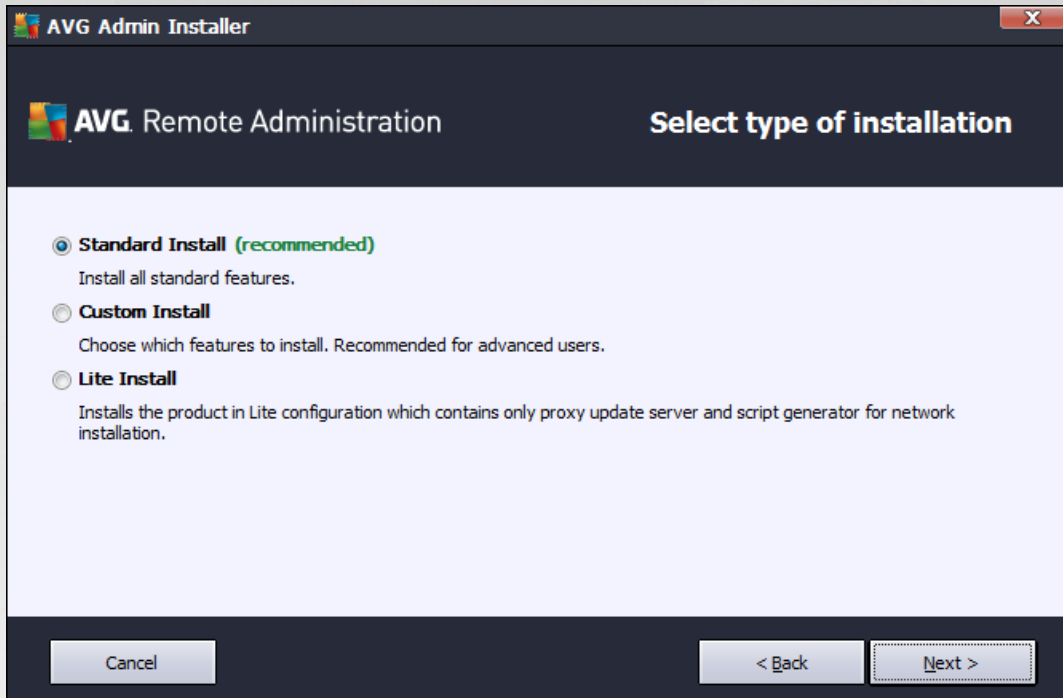 AVG Admin Installer
X
AVG. Remote Administration
Select type of installation
Standard Install (recommended)
Install all standard features.
Custom Install
Choose which features to install. Recommended for advanced users.
Lite Install
Installs the product in Lite configuration which contains only proxy update server and script generator for network
installation.
Cancel
< Back
Next >